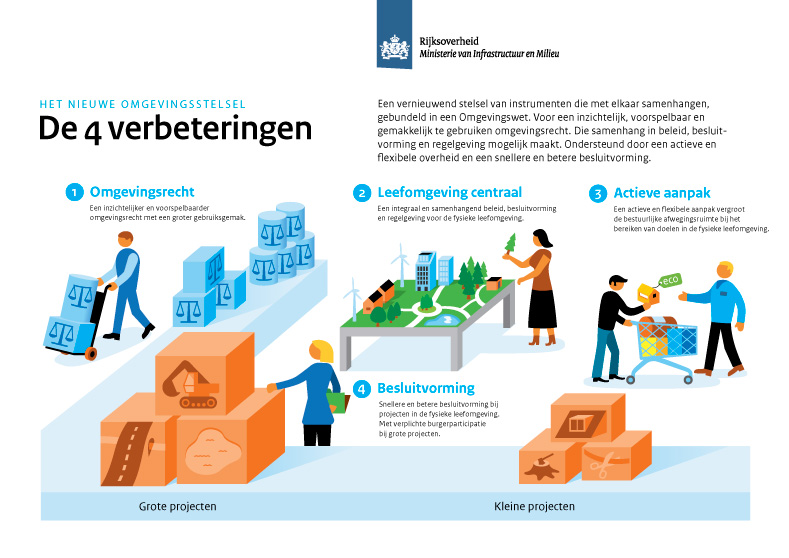 Rijksoverheid
Ministerie van Infrastructuur en Milieu
HET NIEUWE OMGEVINGSSTELSEL
De 4 verbeteringen
Een vernieuwend stelsel van instrumenten die met elkaar samenhangen,
gebundeld in een Omgevingswet. Voor een inzichtelijk, voorspelbaar en
gemakkelijk te gebruiken omgevingsrecht. Die samenhang in beleid, besluit-
vorming en regelgeving mogelijk maakt. Ondersteund door een actieve en
flexibele overheid en een snellere en betere besluitvorming.
1 Omgevingsrecht
Een inzichtelijker en voorspelbaarder
omgevingsrecht met een groter gebruiksgemak.
2 Leefomgeving centraal
Een integraal en samenhangend beleid, besluitvorming
en regelgeving voor de fysieke leefomgeving.
3 Actieve aanpak
Een actieve en flexibele aanpak vergroot
de bestuurlijke afwegingsruimte bij het
bereiken van doelen in de fysieke leefomgeving.
eco
4 Besluitvorming
Snellere en betere besluitvorming bij
projecten in de fysieke leefomgeving.
Met verplichte burgerparticipatie
bij grote projecten.
Grote projecten
Kleine projecten